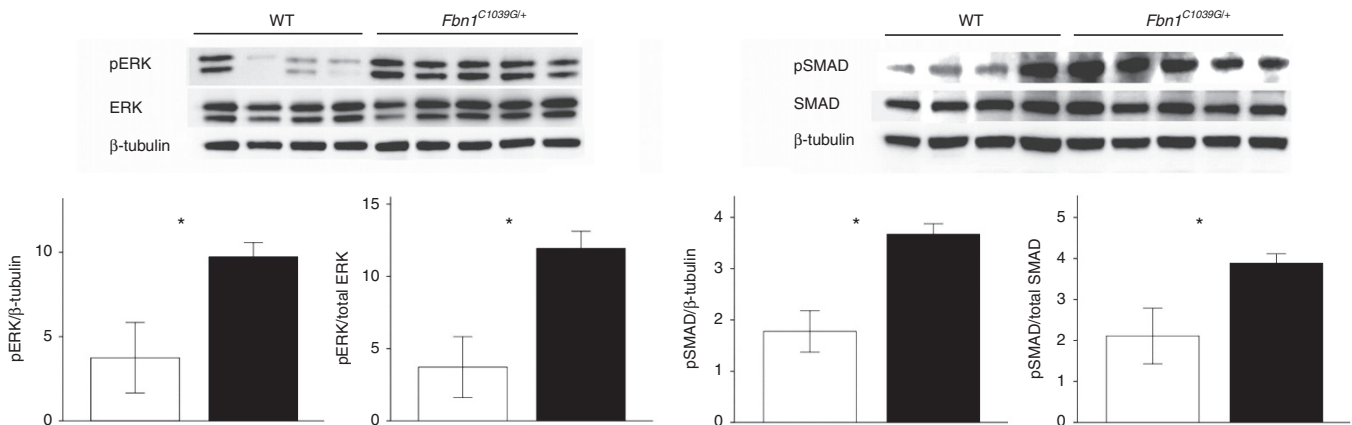 WT
Fbn1C1039G/+
pERK
ERK
β-tubulin
WT
Fbn1C1039G/+
pSMAD
SMAD
β-tubulin
pERK/β-tubulin
10
5
0
*
pERK/total ERK
15
10
5
0
*
pSMAD/β-tubulin
4
3
2
1
0
*
pSMAD/total SMAD
5
4
3
2
1
0
*